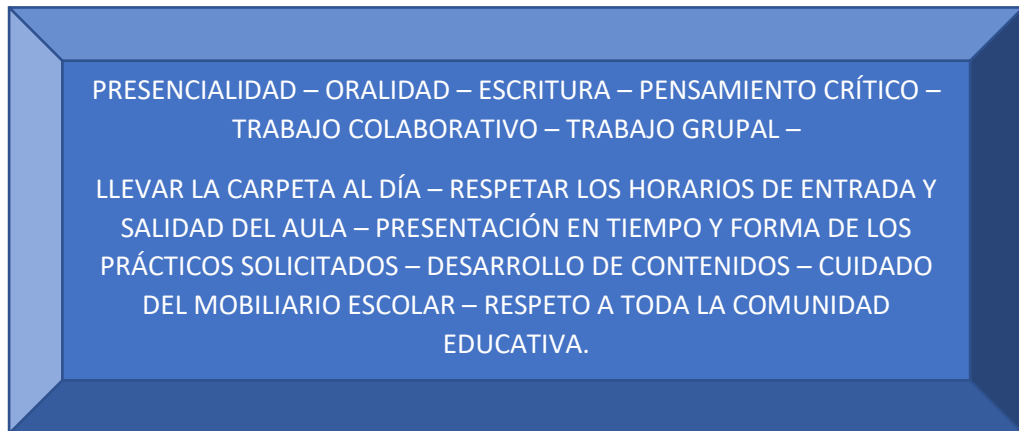 PRESENCIALIDAD – ORALIDAD – ESCRITURA – PENSAMIENTO CRÍTICO –
TRABAJO COLABORATIVO – TRABAJO GRUPAL –
LLEVAR LA CARPETA AL DÍA – RESPETAR LOS HORARIOS DE ENTRADA Y
SALIDAD DEL AULA – PRESENTACIÓN EN TIEMPO Y FORMA DE LOS
PRÁCTICOS SOLICITADOS – DESARROLLO DE CONTENIDOS – CUIDADO
DEL MOBILIARIO ESCOLAR – RESPETO A TODA LA COMUNIDAD
EDUCATIVA.